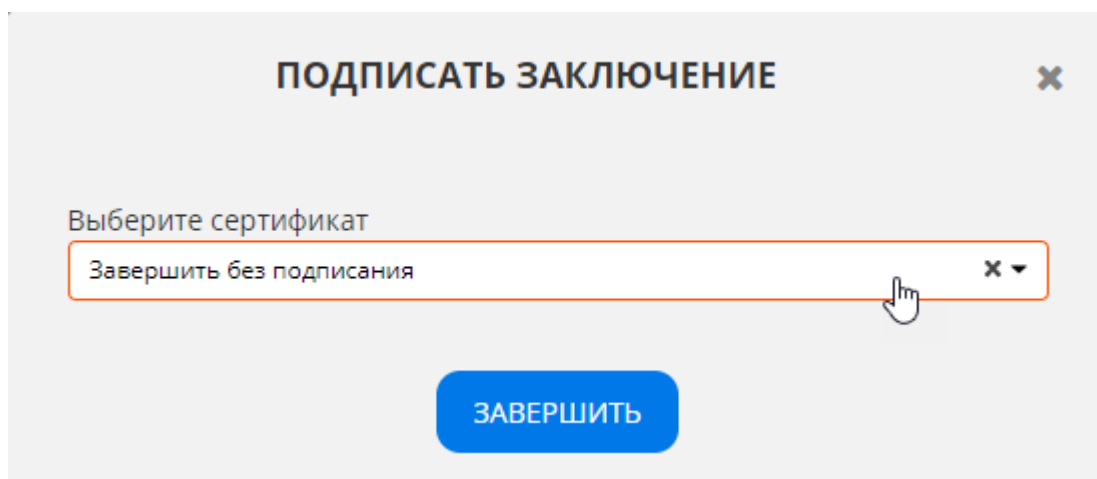 ПОДПИСАТЬ ЗАКЛЮЧЕНИЕ
Выберите сертификат
Завершить без подписания
ЗАВЕРШИТЬ